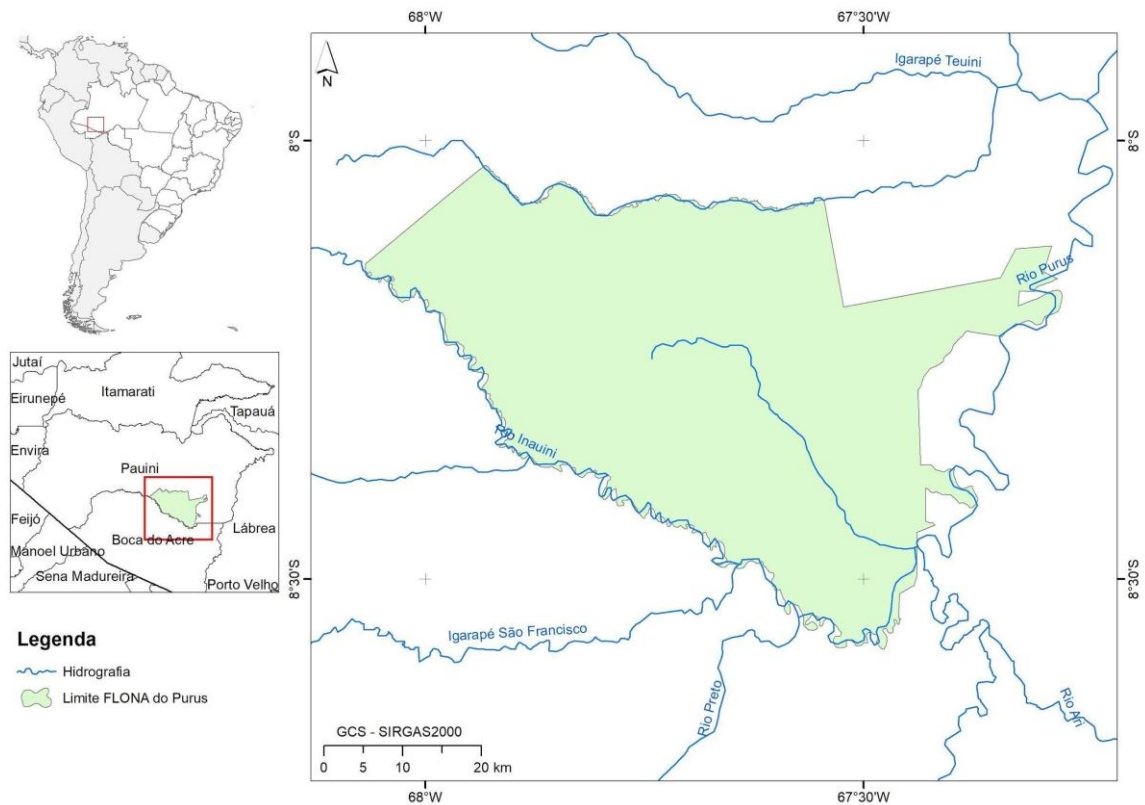 68°W
67°30'W
Igarapé Teuini
N
8°S
8°S
Rio Purus
Rio Inauini
Jutaí
Itamarati
Eirunepé
Tapauá
Envira
Pauini
Feijó
Lábrea
Boca do Acre
Manoel Urbano
Sena Madureira
Porto Velho
8°30'S
8°30'S
Igarapé São Francisco
Rio Preto
Rio Ari
Legenda
Hidrografia
Limite FLONA do Purus
GCS - SIRGAS2000
0 5 10 20 km
68°W
67°30'W